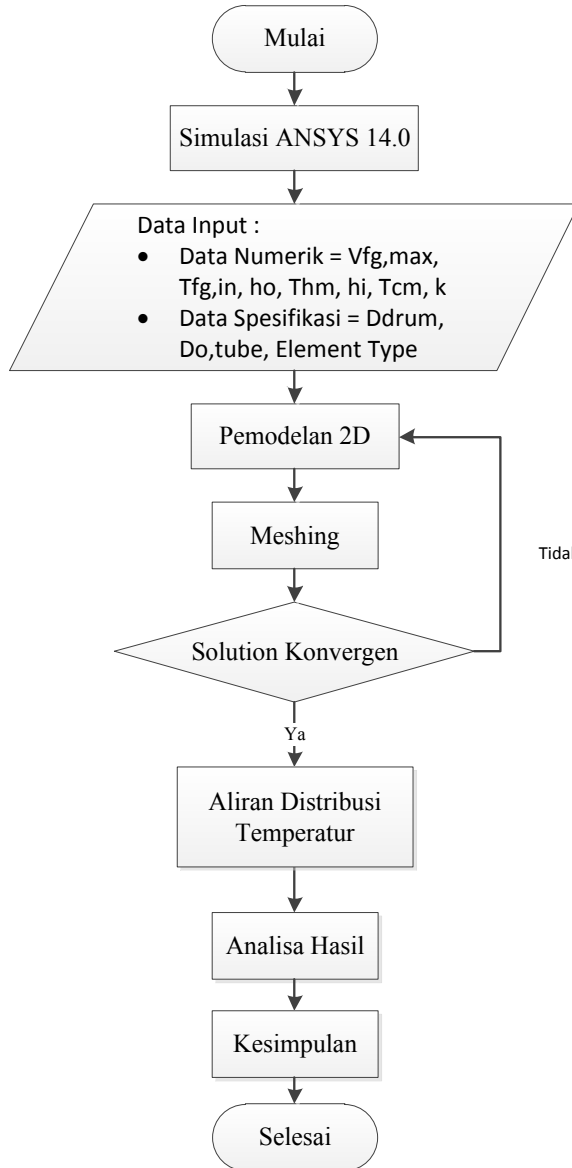 Mulai
Simulasi ANSYS 14.0
Data Input :
• Data Numerik = Vfg,max,
Tfg,in, ho, Thm, hi, Tcm, k
• Data Spesifikasi = Ddrum,
Do,tube, Element Type
Pemodelan 2D
Meshing
Solution Konvergen
Ya
Aliran Distribusi
Temperatur
Analisa Hasil
Kesimpulan
Selesai